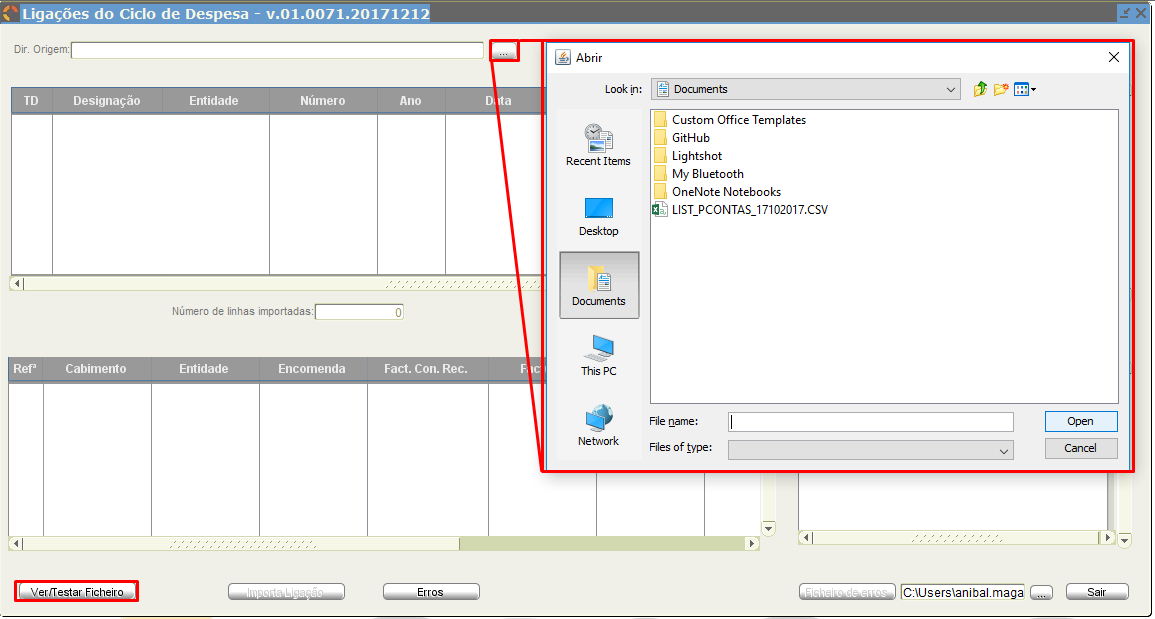 Ligações do Ciclo de Despesa - v.01.0071.20171212
Dir. Origem:
...
TD Designação Entidade Número Ano Data
Número de linhas importadas: 0
Refª Cabimento Entidade Encomenda Fact. Con. Rec. Fact
Abrir
Look in: Documents
Recent Items
Desktop
Documents
This PC
Network
Custom Office Templates
GitHub
Lightshot
My Bluetooth
OneNote Notebooks
LIST_PCONTAS_17102017.CSV
File name: Open
Files of type: Cancel
Ver/Testar Ficheiro Importa Ligação Erros Ficheiro de erros C:\Users\anibal.maga ... Sair